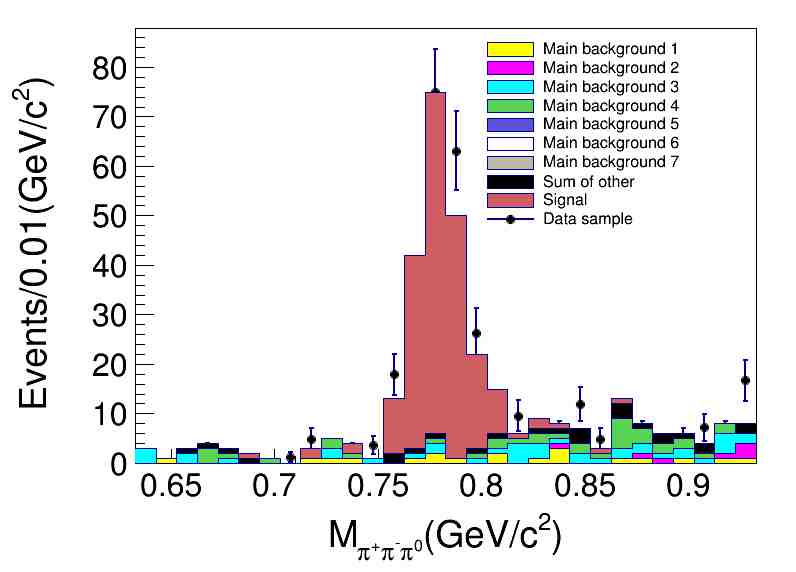 Events/0.01(GeV/c²)
80
70
60
50
40
30
20
10
0
0.65 0.7 0.75 0.8 0.85 0.9
M_π⁺π⁻π⁰(GeV/c²)
Main background 1
Main background 2
Main background 3
Main background 4
Main background 5
Main background 6
Main background 7
Sum of other
Signal
Data sample